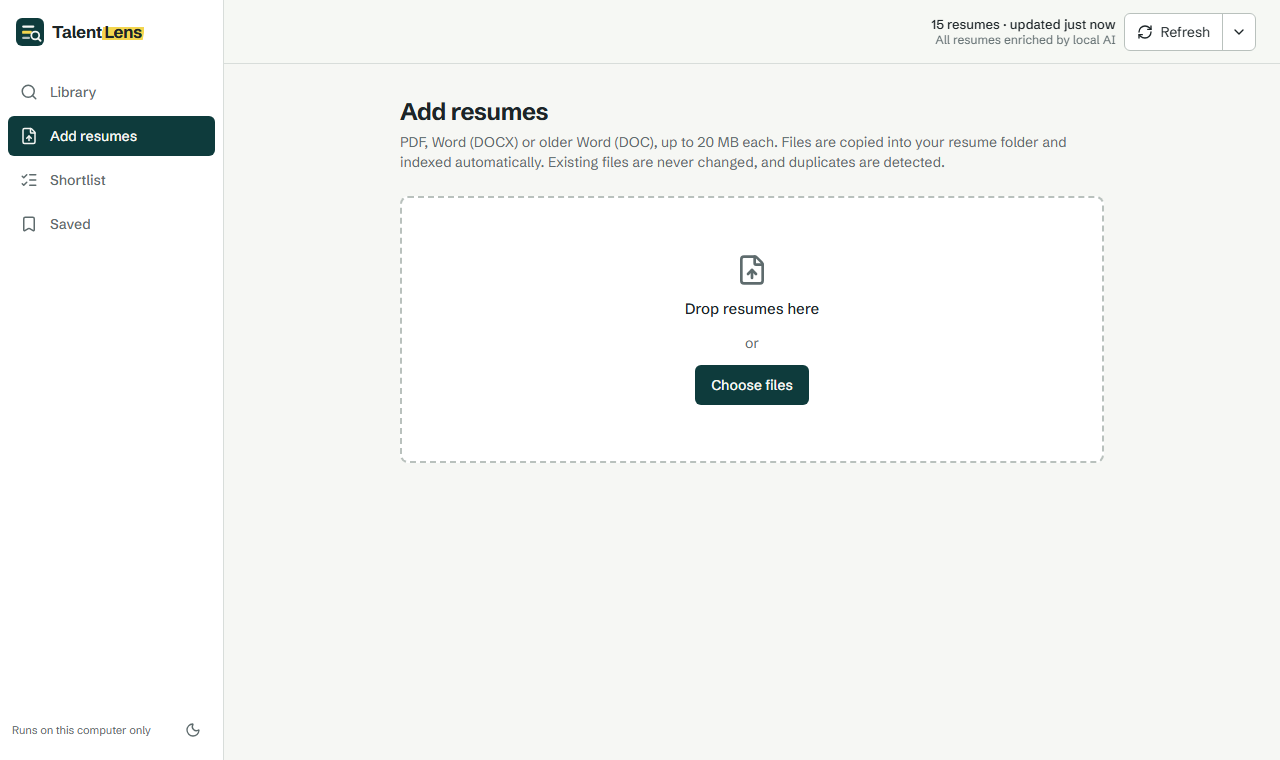 TalentLens
15 resumes · updated just now
All resumes enriched by local AI
Refresh
Library
Add resumes
Shortlist
Saved
Add resumes
PDF, Word (DOCX) or older Word (DOC), up to 20 MB each. Files are copied into your resume folder and
indexed automatically. Existing files are never changed, and duplicates are detected.
Drop resumes here
or
Choose files
Runs on this computer only